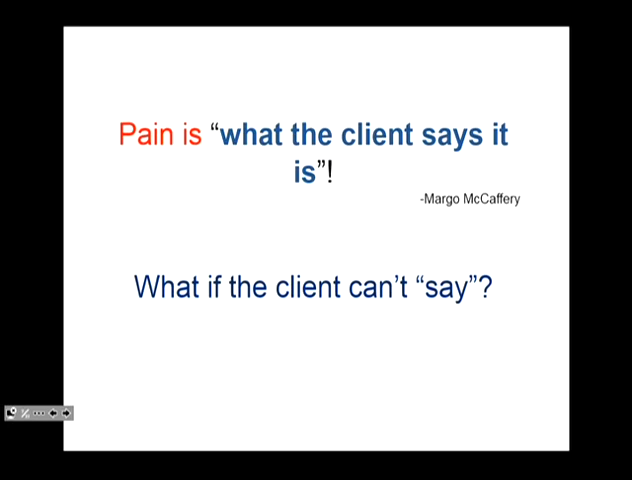 Pain is “what the client says it
is”!
-Margo McCaffery
What if the client can’t “say”?